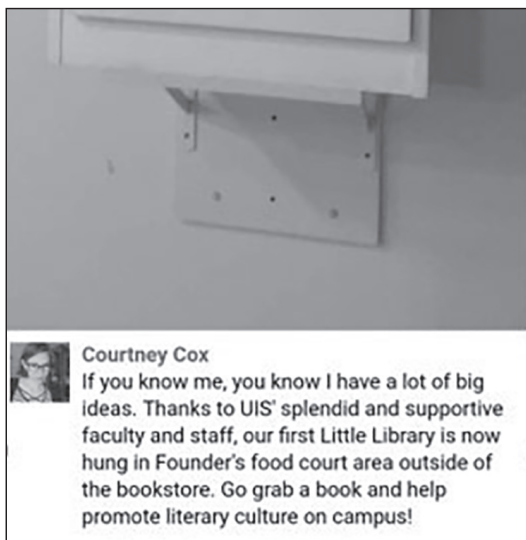 Courtney Cox
If you know me, you know I have a lot of big
ideas. Thanks to UIS' splendid and supportive
faculty and staff, our first Little Library is now
hung in Founder's food court area outside of
the bookstore. Go grab a book and help
promote literary culture on campus!